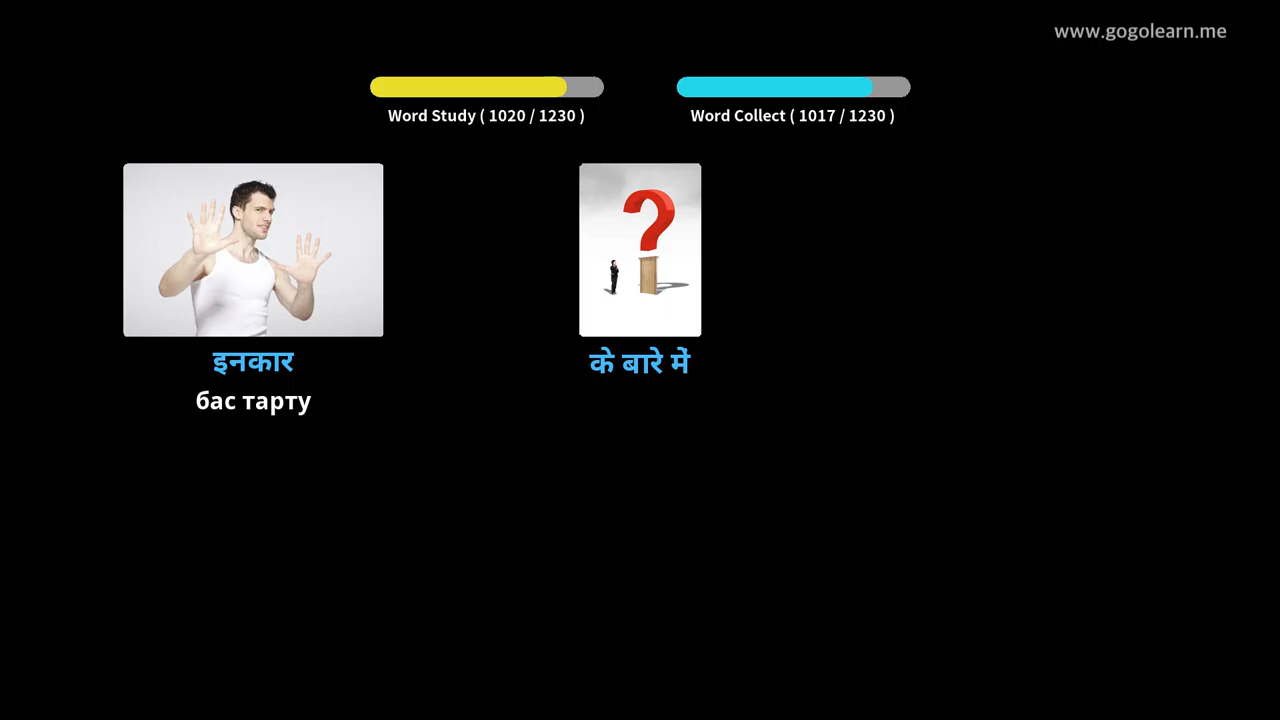 www.gogolearn.me
Word Study ( 1020 / 1230 )
Word Collect ( 1017 / 1230 )
इनकार
бас тарту
के बारे में